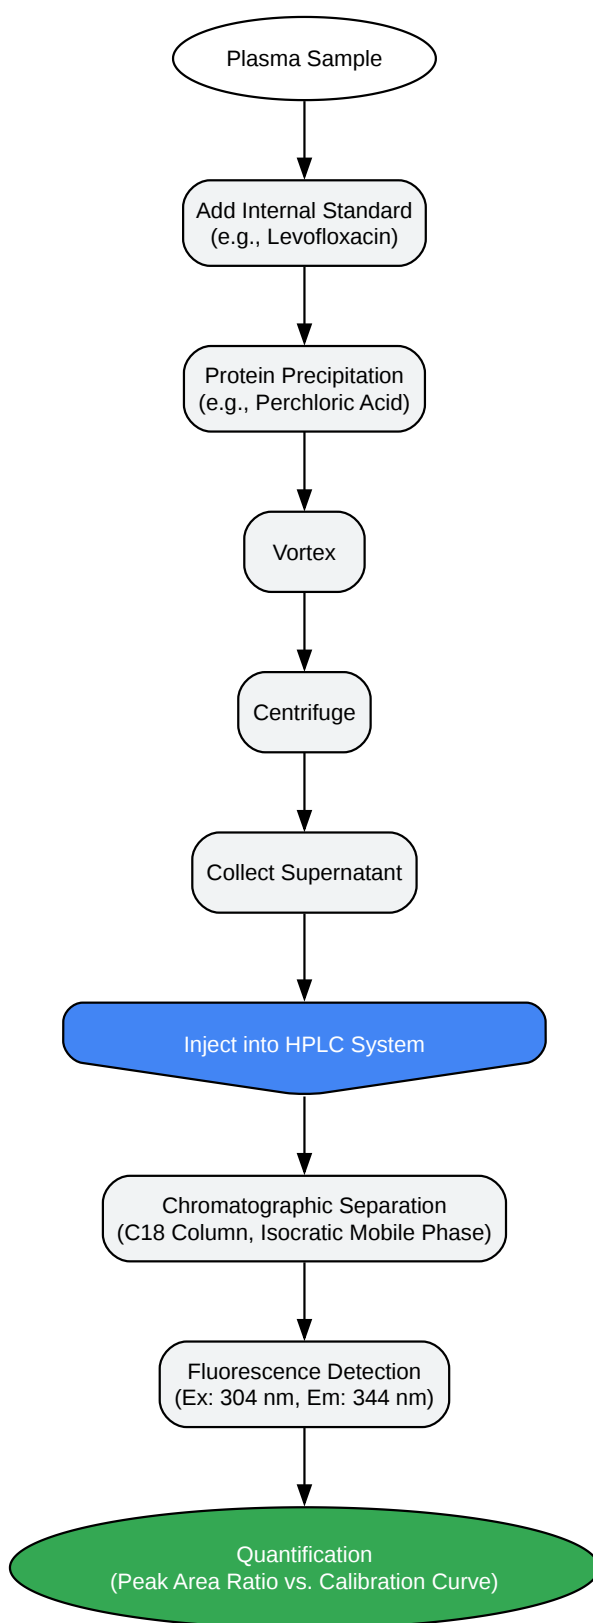 Plasma Sample
Add Internal Standard
(e.g., Levofloxacin)
Protein Precipitation
(e.g., Perchloric Acid)
Vortex
Centrifuge
Collect Supernatant
Inject into HPLC System
Chromatographic Separation
(C18 Column, Isocratic Mobile Phase)
Fluorescence Detection
(Ex: 304 nm, Em: 344 nm)
Quantification
(Peak Area Ratio vs. Calibration Curve)